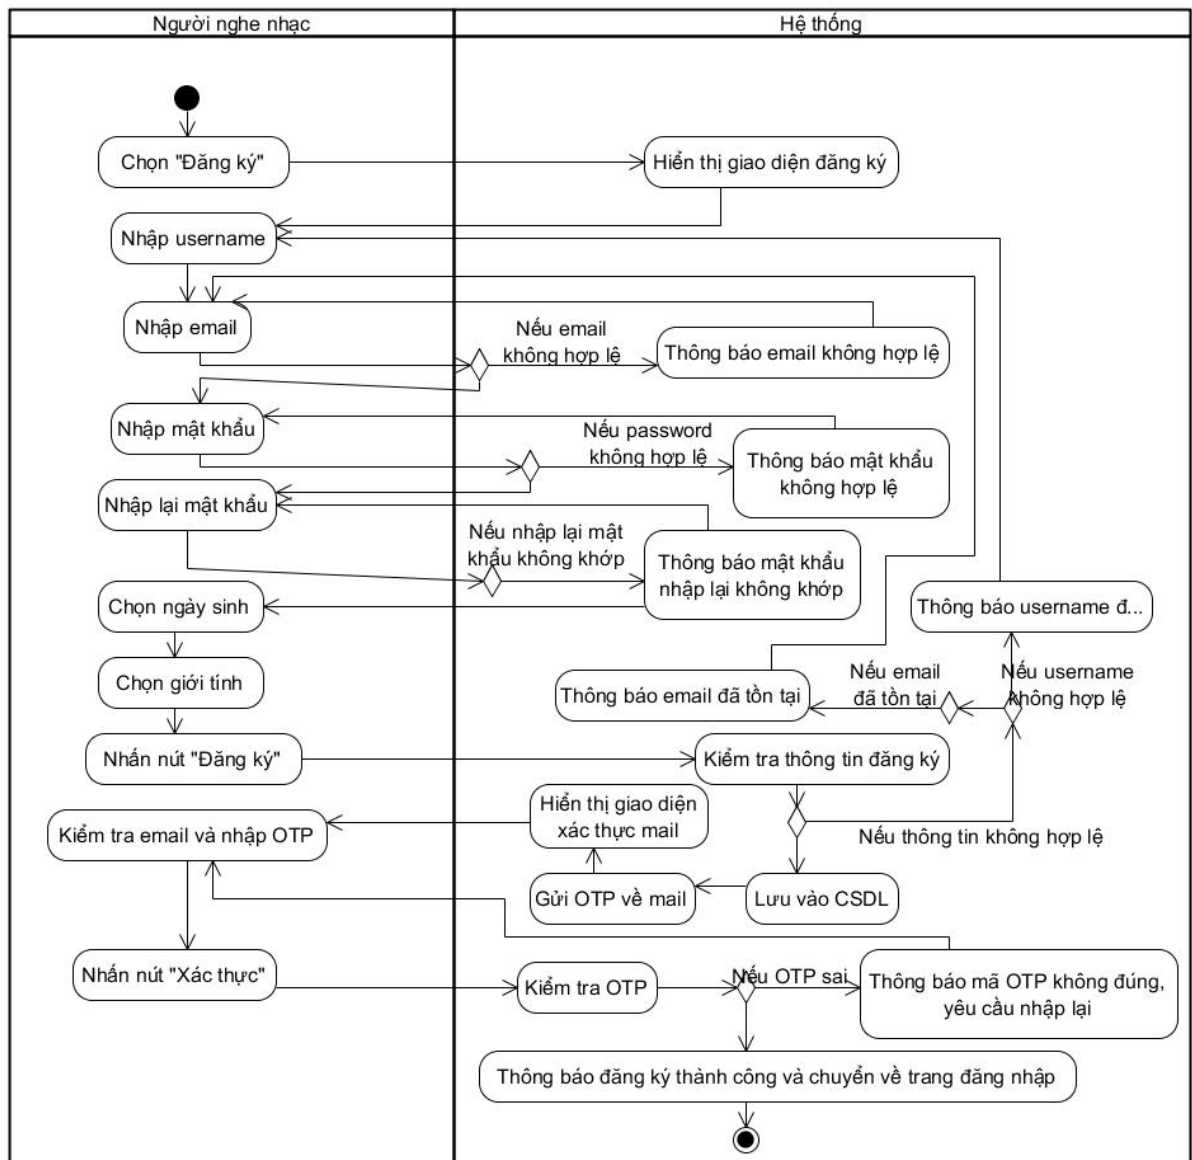 Người nghe nhạc
Hệ thống
Chọn "Đăng ký"
Hiển thị giao diện đăng ký
Nhập username
Nhập email
Nếu email
không hợp lệ
Thông báo email không hợp lệ
Nhập mật khẩu
Nếu password
không hợp lệ
Thông báo mật khẩu
không hợp lệ
Nhập lại mật khẩu
Nếu nhập lại mật
khẩu không khớp
Thông báo mật khẩu
nhập lại không khớp
Chọn ngày sinh
Thông báo username đ...
Chọn giới tính
Thông báo email đã tồn tại
Nếu email
đã tồn tại
Nếu username
không hợp lệ
Nhấn nút "Đăng ký"
Kiểm tra thông tin đăng ký
Hiển thị giao diện
xác thực mail
Kiểm tra email và nhập OTP
Nếu thông tin không hợp lệ
Gửi OTP về mail
Lưu vào CSDL
Nhấn nút "Xác thực"
Kiểm tra OTP
Nếu OTP sai
Thông báo mã OTP không đúng,
yêu cầu nhập lại
Thông báo đăng ký thành công và chuyển về trang đăng nhập